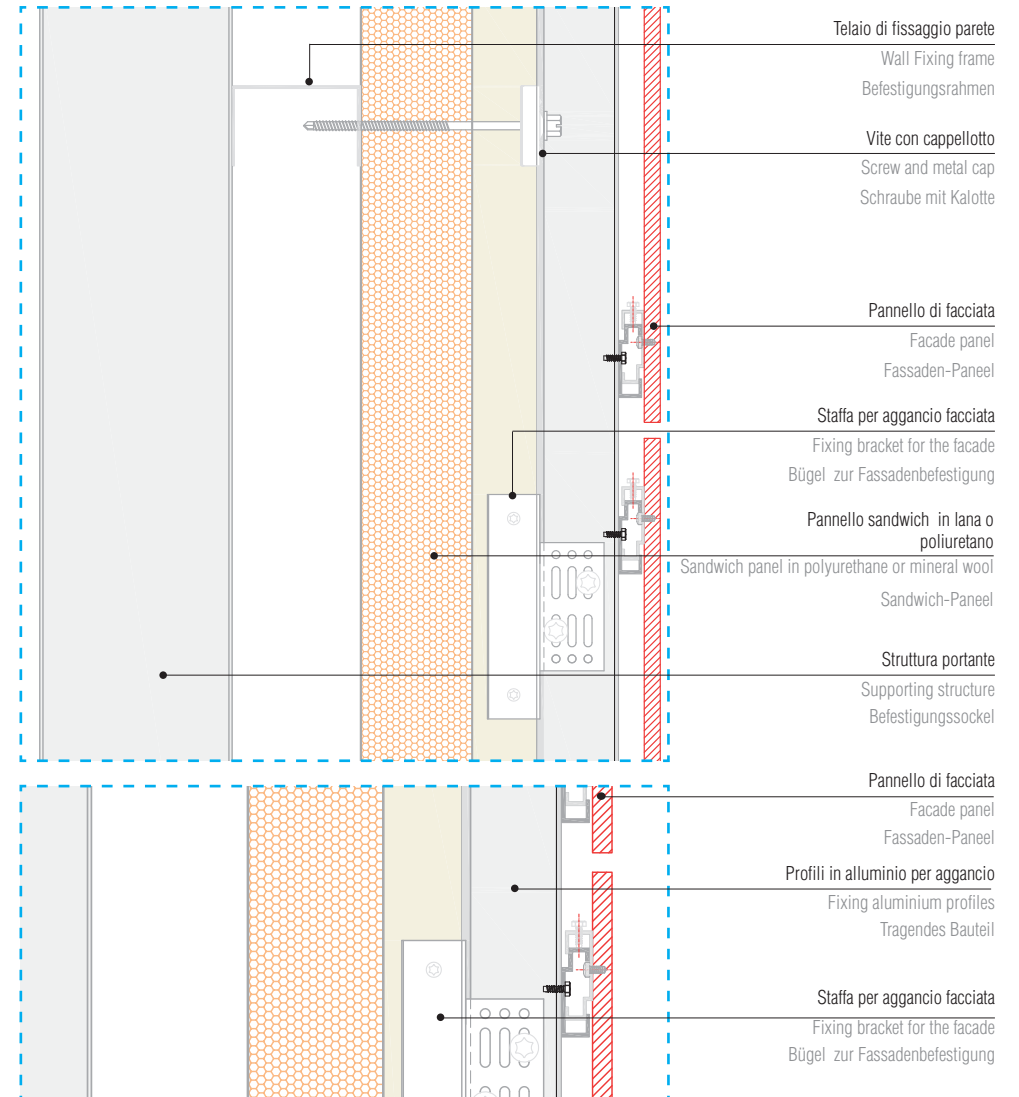 Telaio di fissaggio parete
Wall Fixing frame
Befestigungsrahmen
Vite con cappellotto
Screw and metal cap
Schraube mit Kalotte
Pannello di facciata
Facade panel
Fassaden-Paneel
Staffa per aggancio facciata
Fixing bracket for the facade
Bügel zur Fassadenbefestigung
Pannello sandwich in lana o
poliuretano
Sandwich panel in polyurethane or mineral wool
Sandwich-Paneel
Struttura portante
Supporting structure
Befestigungssockel
Pannello di facciata
Facade panel
Fassaden-Paneel
Profili in alluminio per aggancio
Fixing aluminium profiles
Tragendes Bauteil
Staffa per aggancio facciata
Fixing bracket for the facade
Bügel zur Fassadenbefestigung